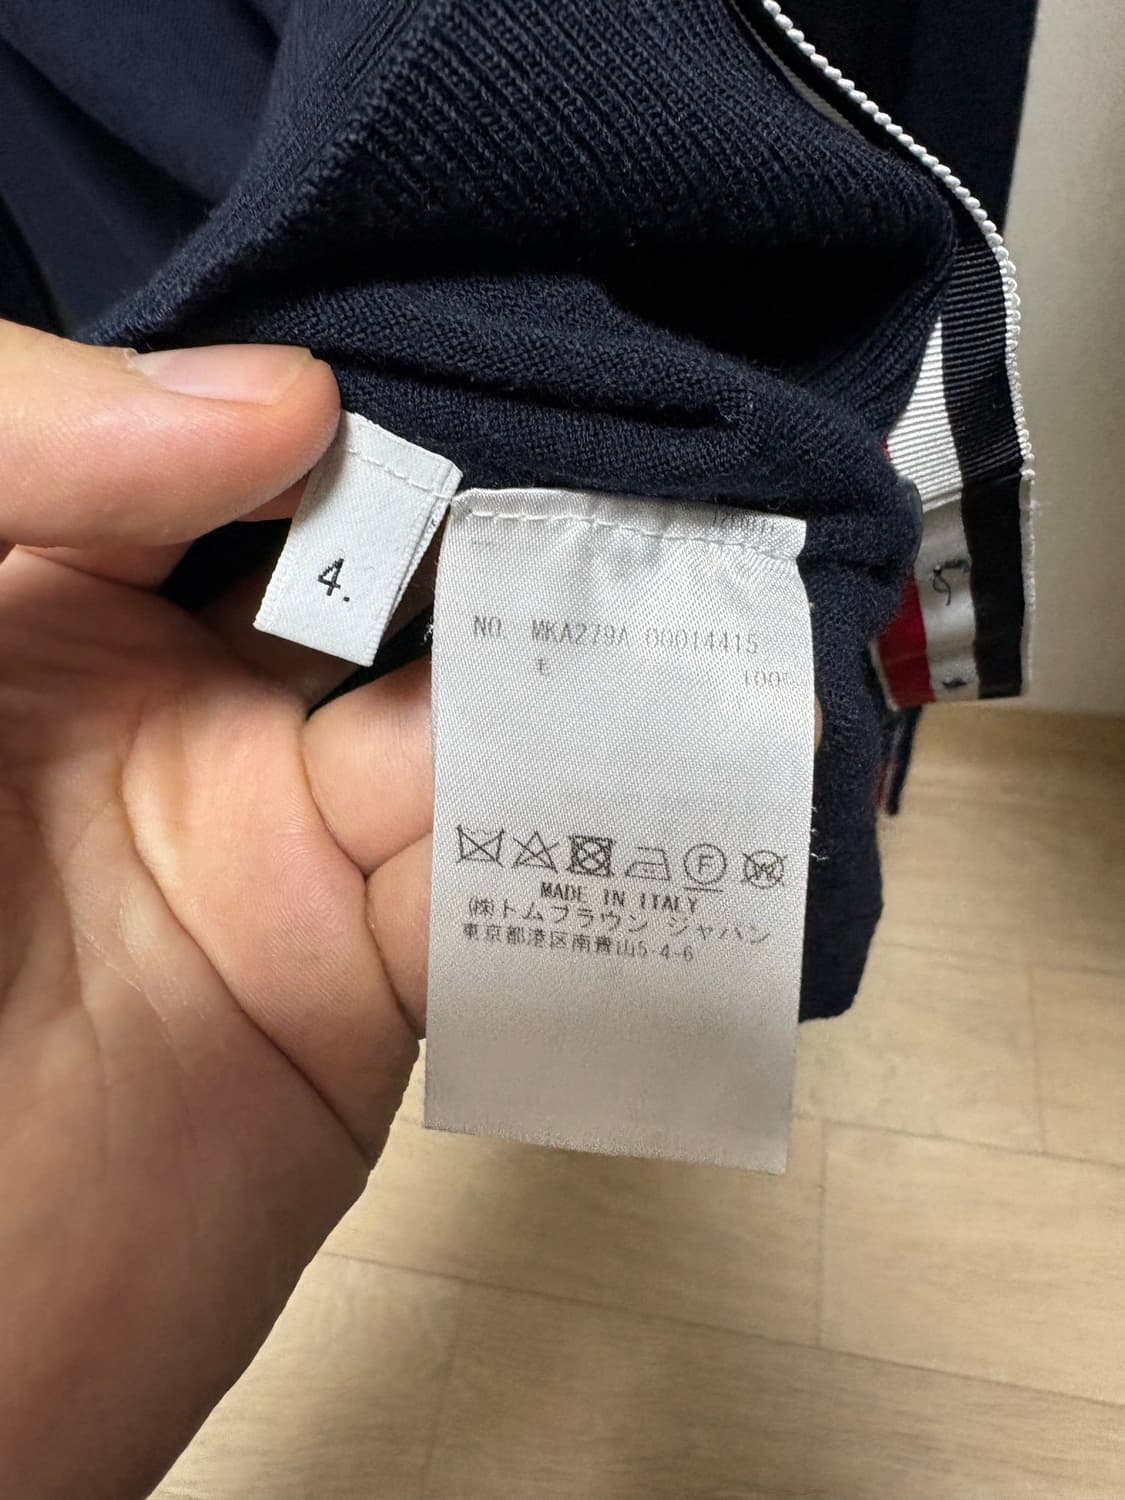 4.
NO. MKA279A 00014415
毛 100%
F
W
MADE IN ITALY
(株)トムブラウン ジャパン
東京都港区南青山5-4-6